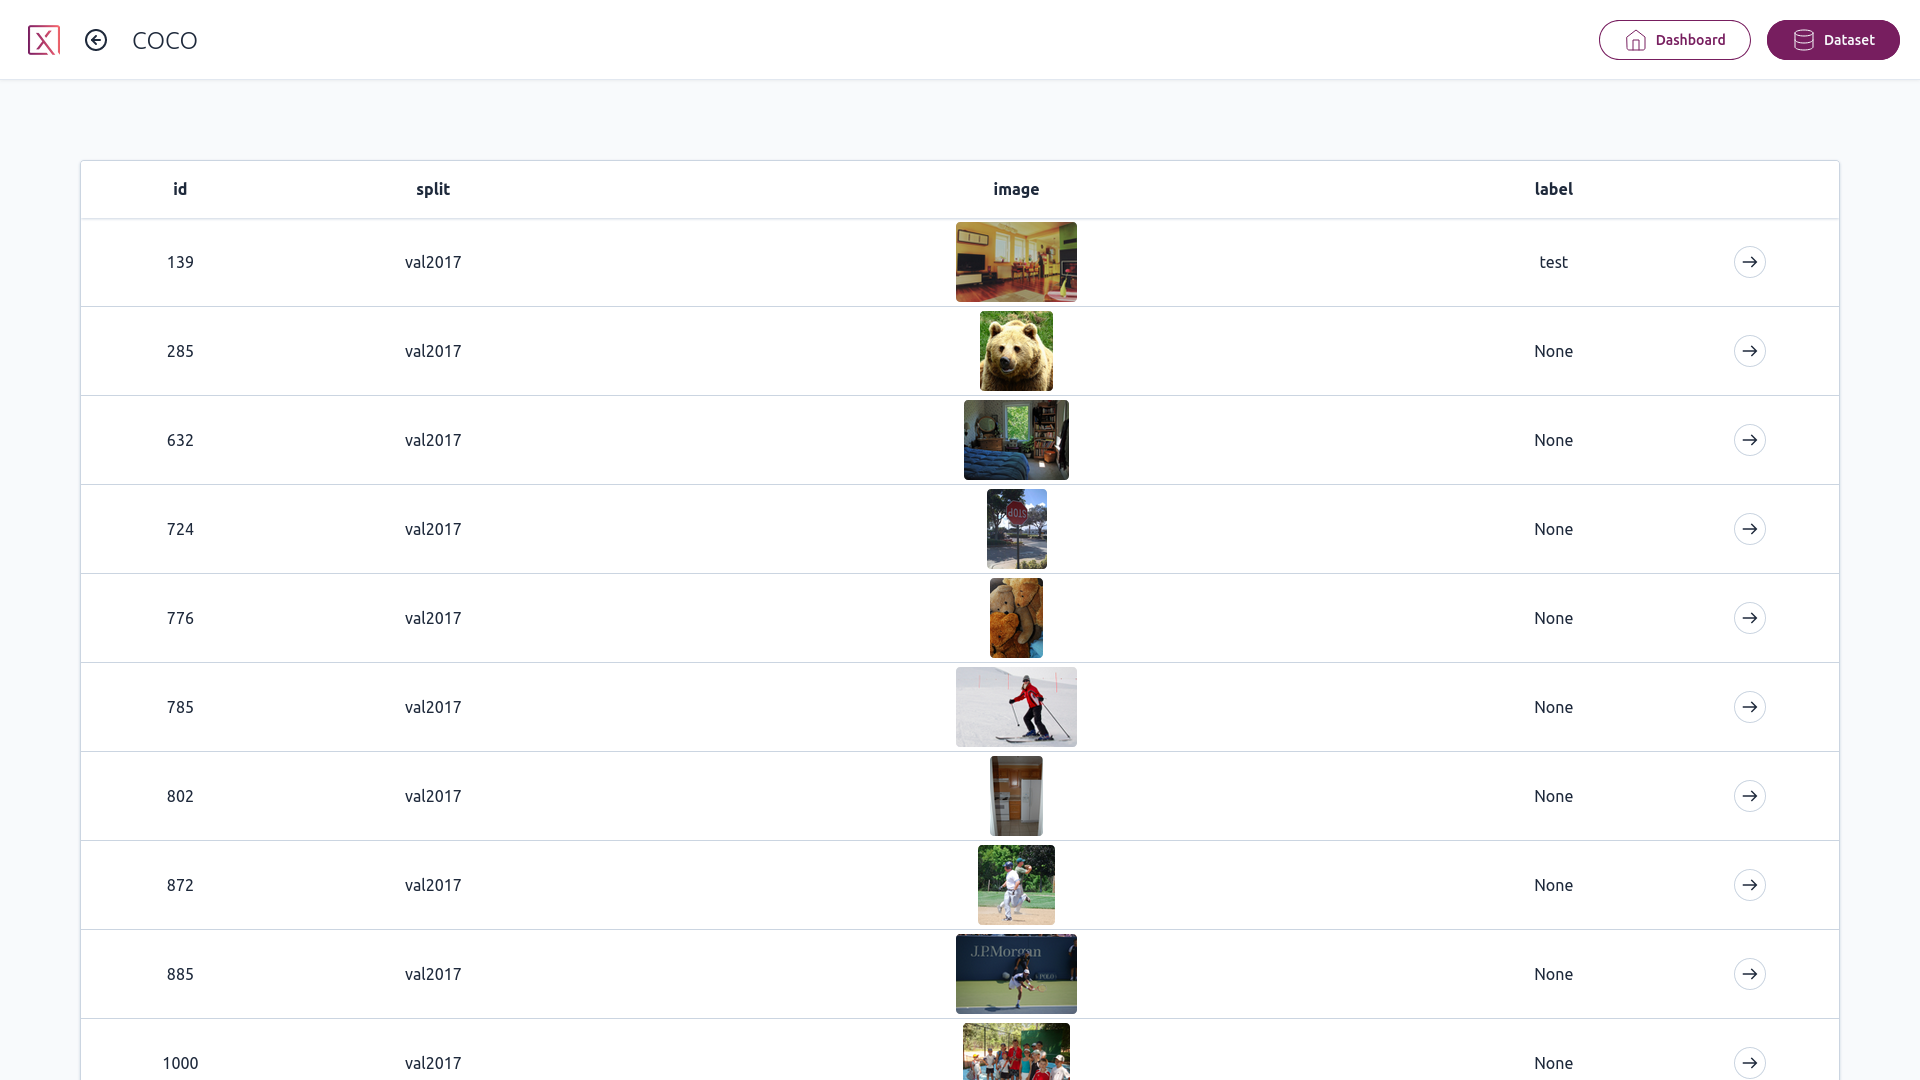 COCO
Dashboard
Dataset
id split image label
139 val2017 test
285 val2017 None
632 val2017 None
724 val2017 STOP None
776 val2017 None
785 val2017 None
802 val2017 None
872 val2017 None
885 val2017 J.P.Morgan None
POLO
1000 val2017 None